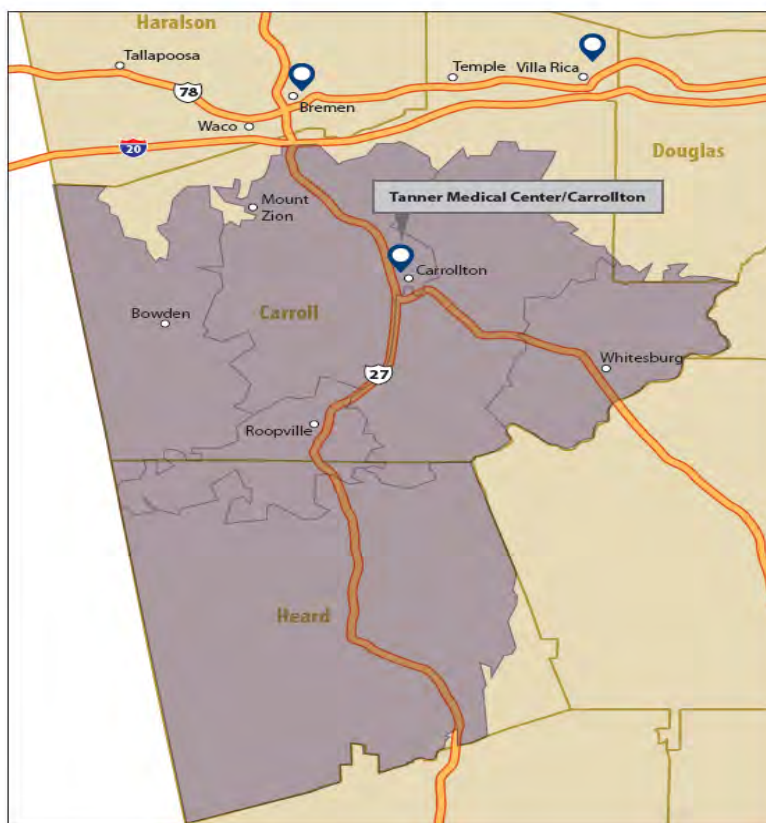 Haralson
Tallapoosa
Temple
Villa Rica
78
Bremen
Waco
20
Douglas
Mount
Zion
Tanner Medical Center/Carrollton
Carrollton
Bowden
Carroll
Whitesburg
27
Roopville
Heard